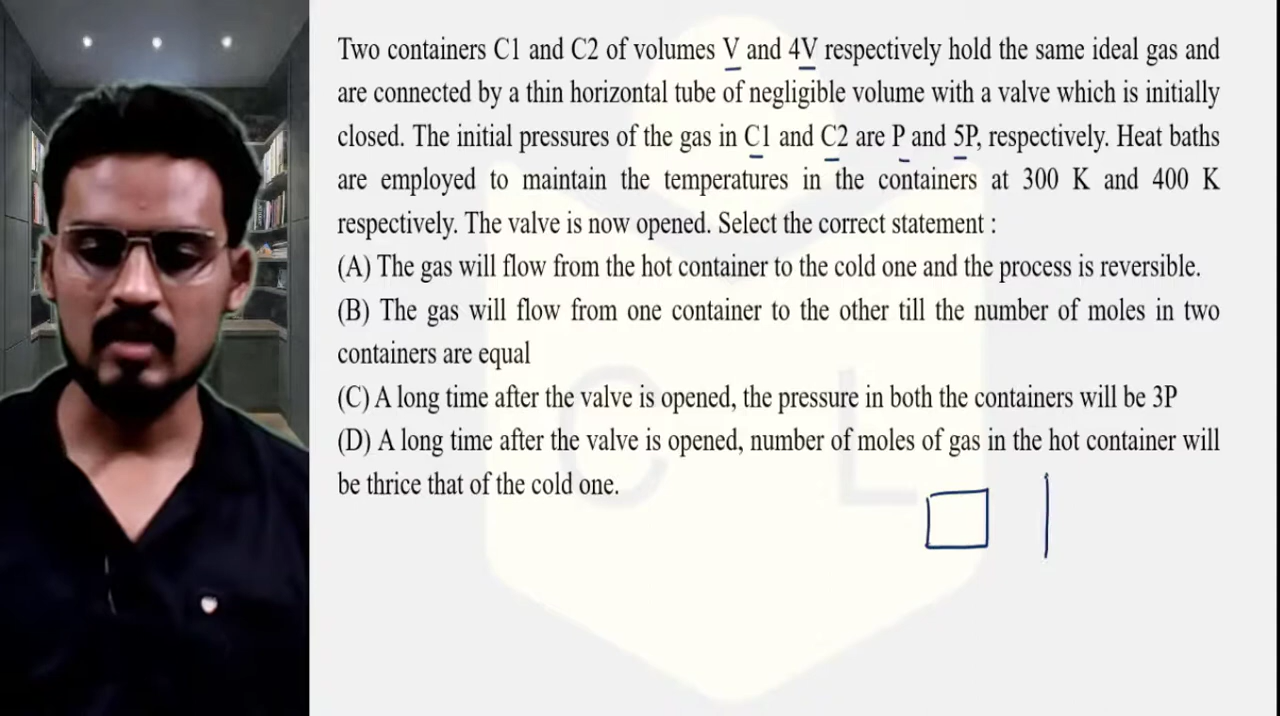 Two containers C1 and C2 of volumes V and 4V respectively hold the same ideal gas and
are connected by a thin horizontal tube of negligible volume with a valve which is initially
closed. The initial pressures of the gas in C1 and C2 are P and 5P, respectively. Heat baths
are employed to maintain the temperatures in the containers at 300 K and 400 K
respectively. The valve is now opened. Select the correct statement :
(A) The gas will flow from the hot container to the cold one and the process is reversible.
(B) The gas will flow from one container to the other till the number of moles in two
containers are equal
(C) A long time after the valve is opened, the pressure in both the containers will be 3P
(D) A long time after the valve is opened, number of moles of gas in the hot container will
be thrice that of the cold one.
C L